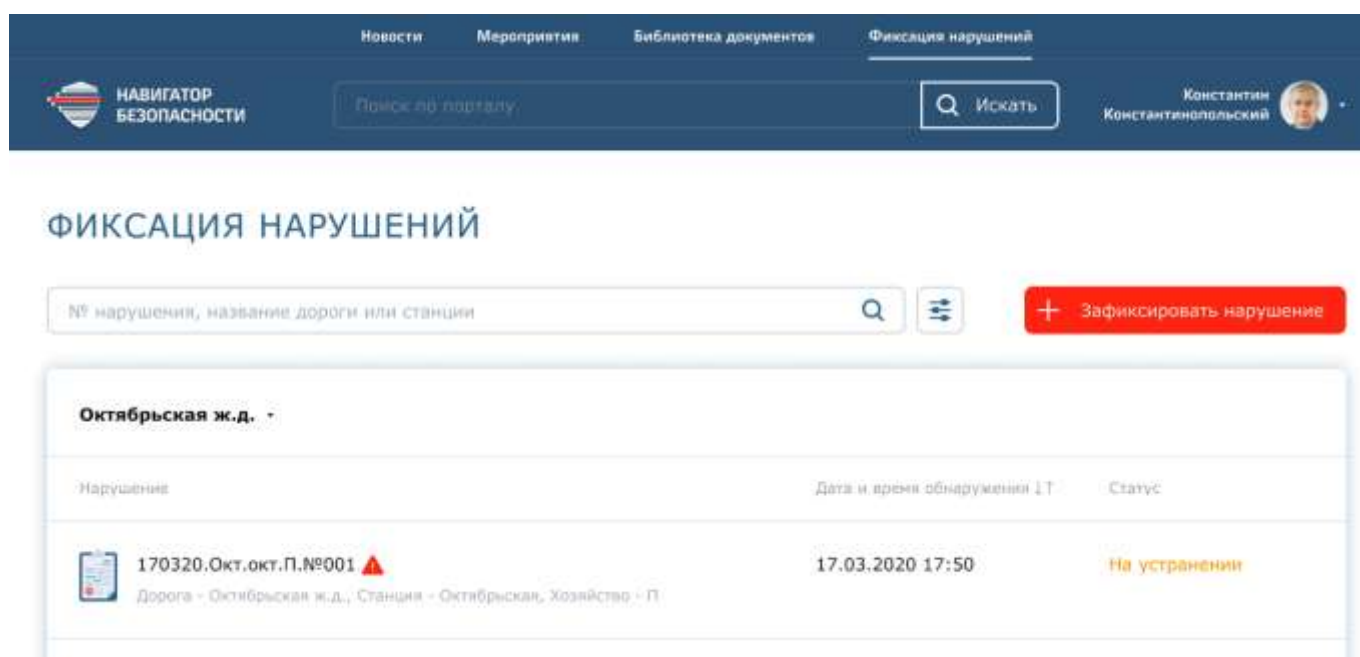 Новости Мероприятия Библиотека документов Фиксация нарушений
НАВИГАТОР
БЕЗОПАСНОСТИ
Поиск по порталу
Искать
Константин
Константинопольский
ФИКСАЦИЯ НАРУШЕНИЙ
№ нарушения, название дороги или станции
Зафиксировать нарушение
Октябрьская ж.д.
Нарушение Дата и время обнаружения ↓↑ Статус
170320.Окт.окт.П.№001 17.03.2020 17:50 На устранении
Дорога - Октябрьская ж.д., Станция - Октябрьская, Хозяйство - П